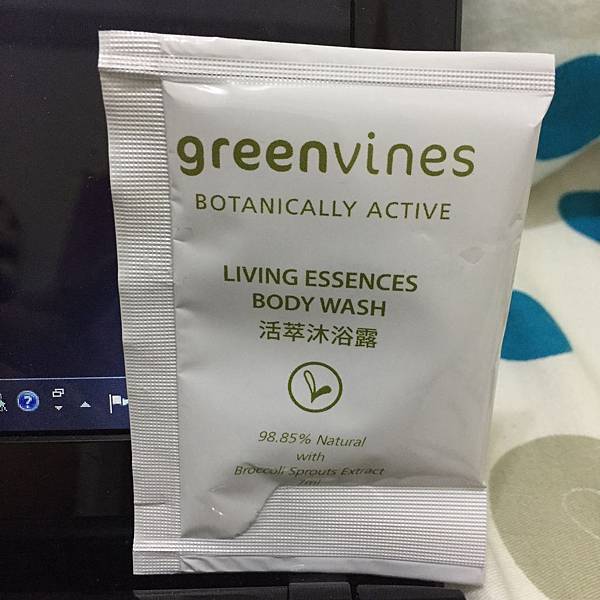 greenvines
BOTANICALLY ACTIVE
LIVING ESSENCES
BODY WASH
活萃沐浴露
98.85% Natural
with
Broccoli Sprouts Extract
7ml
?